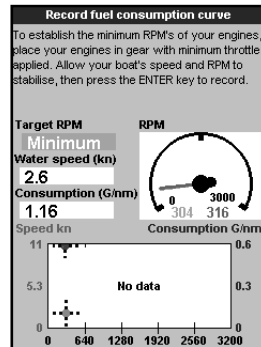 Record fuel consumption curve
To establish the minimum RPM's of your engines,
place your engines in gear with minimum throttle
applied. Allow your boat's speed and RPM to
stabilise, then press the ENTER key to record.
Target RPM
RPM
Minimum
Water speed (kn)
2.6
Consumption (G/nm)
1.16
0 3000
304 316
Speed kn
Consumption G/nm
11
0.6
5.3
No data
0.3
0
0
0 640 1280 1920 2560 3200